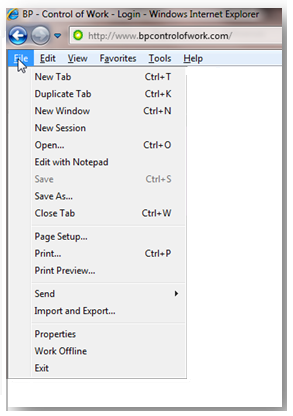 BP - Control of Work - Login - Windows Internet Explorer
http://www.bpcontrolofwork.com/
File Edit View Favorites Tools Help
New Tab Ctrl+T
Duplicate Tab Ctrl+K
New Window Ctrl+N
New Session
Open... Ctrl+O
Edit with Notepad
Save Ctrl+S
Save As...
Close Tab Ctrl+W
Page Setup...
Print... Ctrl+P
Print Preview...
Send
Import and Export...
Properties
Work Offline
Exit